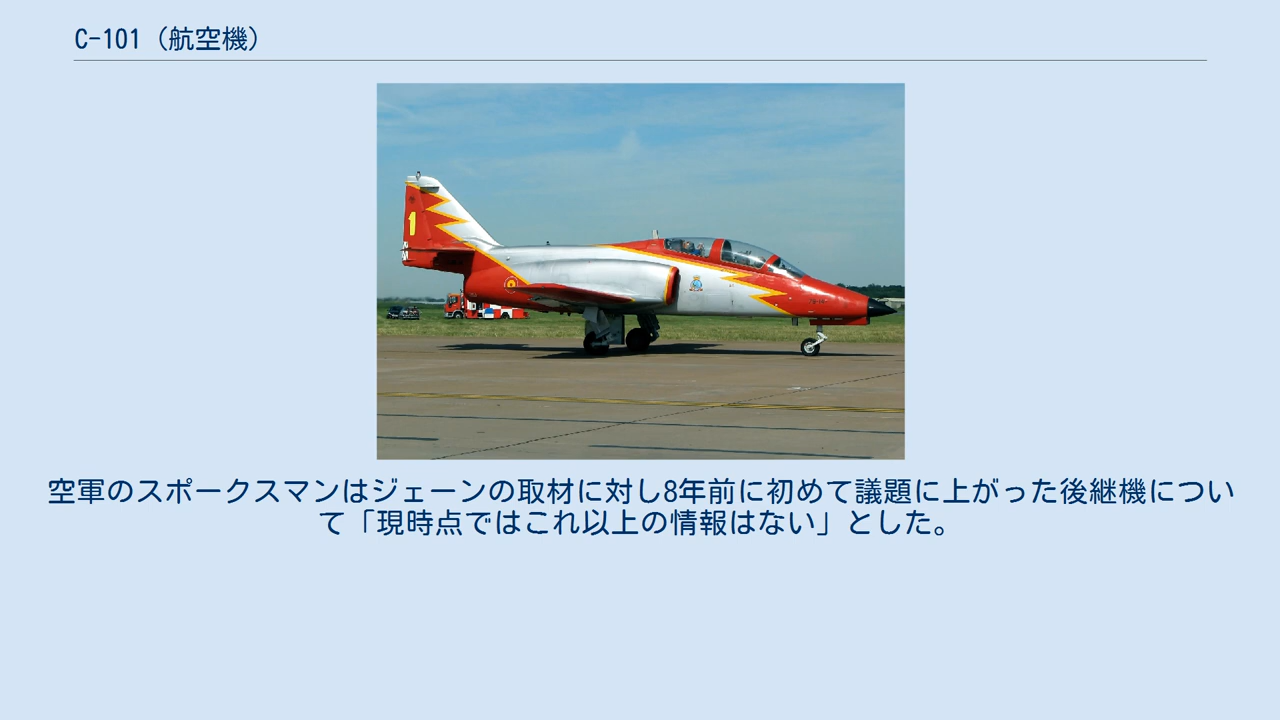 C-101（航空機）
1
空軍のスポークスマンはジェーンの取材に対し8年前に初めて議題に上がった後継機につい
て「現時点ではこれ以上の情報はない」とした。